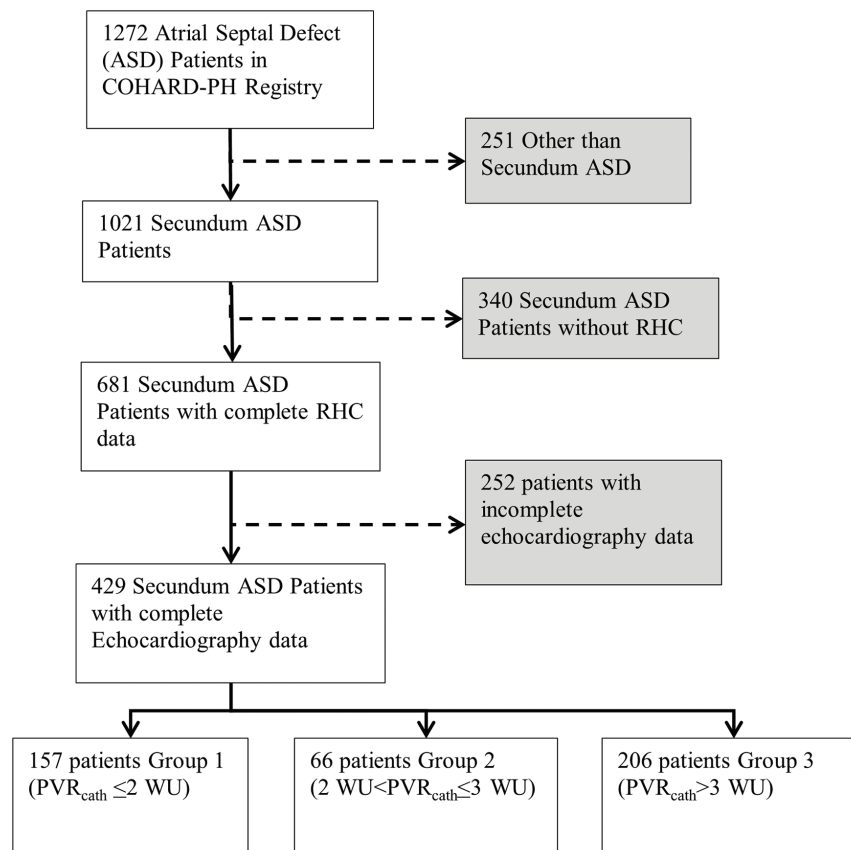 1272 Atrial Septal Defect
(ASD) Patients in
COHARD-PH Registry
251 Other than
Secundum ASD
1021 Secundum ASD
Patients
340 Secundum ASD
Patients without RHC
681 Secundum ASD
Patients with complete RHC
data
252 patients with
incomplete
echocardiography data
429 Secundum ASD Patients
with complete
Echocardiography data
157 patients Group 1
(PVRcath ≤2 WU)
66 patients Group 2
(2 WU<PVRcath≤3 WU)
206 patients Group 3
(PVRcath>3 WU)